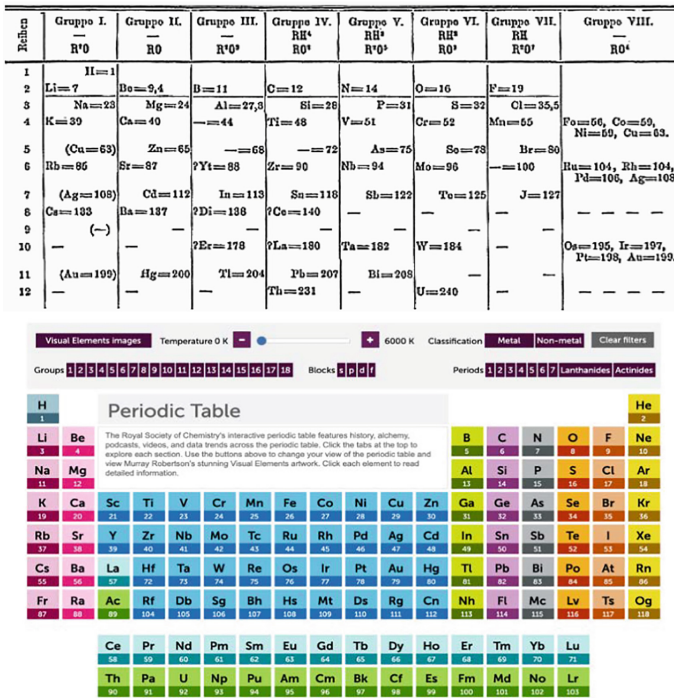 Reihen
Gruppo I. Gruppo II. Gruppo III. Gruppo IV. Gruppo V. Gruppo VI. Gruppo VII. Gruppo VIII.
— — — RH⁴ RH³ RH² RH —
R²O RO R²O³ RO² R²O⁵ RO³ R²O⁷ RO⁴
1 H=1
2 Li=7 Be=9,4 B=11 C=12 N=14 O=16 F=19
3 Na=23 Mg=24 Al=27,3 Si=28 P=31 S=32 Cl=35,5
4 K=39 Ca=40 —=44 Ti=48 V=51 Cr=52 Mn=55 Fo=56, Co=59,
Ni=59, Cu=63.
5 (Cu=63) Zn=65 —=68 —=72 As=75 So=78 Br=80
6 Rb=85 Sr=87 ?Yt=88 Zr=90 Nb=94 Mo=96 —=100 Ru=104, Rh=104,
Pd=106, Ag=108
7 (Ag=108) Cd=112 In=113 Sn=118 Sb=122 To=125 J=127
8 Cs=133 Ba=137 ?Di=138 ?Co=140 — — — — — — —
9 (—) — — — — — —
10 — — ?Er=178 ?La=180 Ta=182 W=184 — Os=195, Ir=197,
Pt=198, Au=199
11 (Au=199) Hg=200 Tl=204 Pb=207 Bi=208 — —
12 — — — Th=231 — U=240 — — — — —
Visual Elements images Temperature 0 K − + 6000 K Classification Metal Non-metal Clear filters
Groups 1 2 3 4 5 6 7 8 9 10 11 12 13 14 15 16 17 18 Blocks s p d f Periods 1 2 3 4 5 6 7 Lanthanides Actinides
H He
1 2
Periodic Table
The Royal Society of Chemistry's interactive periodic table features history, alchemy,
podcasts, videos, and data trends across the periodic table. Click the tabs at the top to
explore each section. Use the buttons above to change your view of the periodic table and
view Murray Robertson's stunning Visual Elements artwork. Click each element to read
detailed information.
Li Be B C N O F Ne
3 4 5 6 7 8 9 10
Na Mg Al Si P S Cl Ar
11 12 13 14 15 16 17 18
K Ca Sc Ti V Cr Mn Fe Co Ni Cu Zn Ga Ge As Se Br Kr
19 20 21 22 23 24 25 26 27 28 29 30 31 32 33 34 35 36
Rb Sr Y Zr Nb Mo Tc Ru Rh Pd Ag Cd In Sn Sb Te I Xe
37 38 39 40 41 42 43 44 45 46 47 48 49 50 51 52 53 54
Cs Ba La Hf Ta W Re Os Ir Pt Au Hg Tl Pb Bi Po At Rn
55 56 57 72 73 74 75 76 77 78 79 80 81 82 83 84 85 86
Fr Ra Ac Rf Db Sg Bh Hs Mt Ds Rg Cn Nh Fl Mc Lv Ts Og
87 88 89 104 105 106 107 108 109 110 111 112 113 114 115 116 117 118
Ce Pr Nd Pm Sm Eu Gd Tb Dy Ho Er Tm Yb Lu
58 59 60 61 62 63 64 65 66 67 68 69 70 71
Th Pa U Np Pu Am Cm Bk Cf Es Fm Md No Lr
90 91 92 93 94 95 96 97 98 99 100 101 102 103